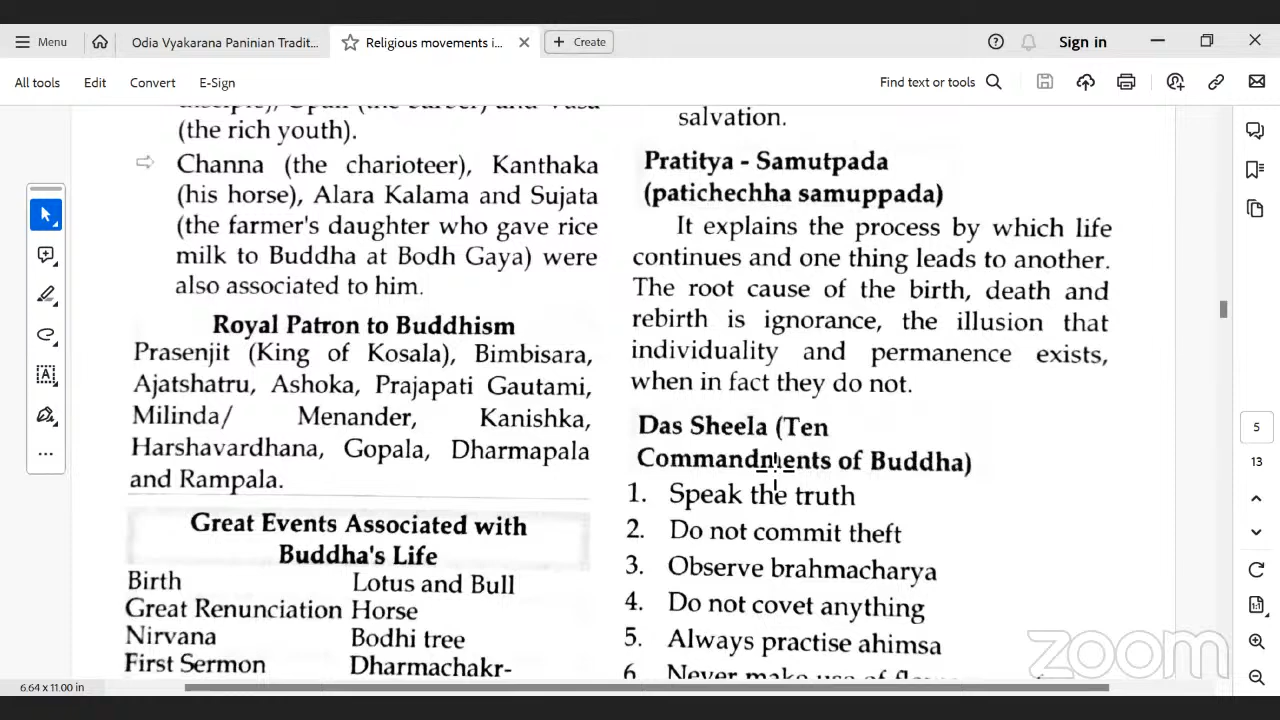 Menu
Odia Vyakarana Paninian Tradit...
Religious movements i...
Create
Sign in
All tools
Edit
Convert
E-Sign
Find text or tools
(the rich youth).
Channa (the charioteer), Kanthaka
(his horse), Alara Kalama and Sujata
(the farmer's daughter who gave rice
milk to Buddha at Bodh Gaya) were
also associated to him.
Royal Patron to Buddhism
Prasenjit (King of Kosala), Bimbisara,
Ajatshatru, Ashoka, Prajapati Gautami,
Milinda/ Menander, Kanishka,
Harshavardhana, Gopala, Dharmapala
and Rampala.
Great Events Associated with
Buddha's Life
Birth Lotus and Bull
Great Renunciation Horse
Nirvana Bodhi tree
First Sermon Dharmachakr-
salvation.
Pratitya - Samutpada
(patichechha samuppada)
It explains the process by which life
continues and one thing leads to another.
The root cause of the birth, death and
rebirth is ignorance, the illusion that
individuality and permanence exists,
when in fact they do not.
Das Sheela (Ten
Commandments of Buddha)
1. Speak the truth
2. Do not commit theft
3. Observe brahmacharya
4. Do not covet anything
5. Always practise ahimsa
6 Never make use of
5
13
6.64 x 11.00 in
zoom